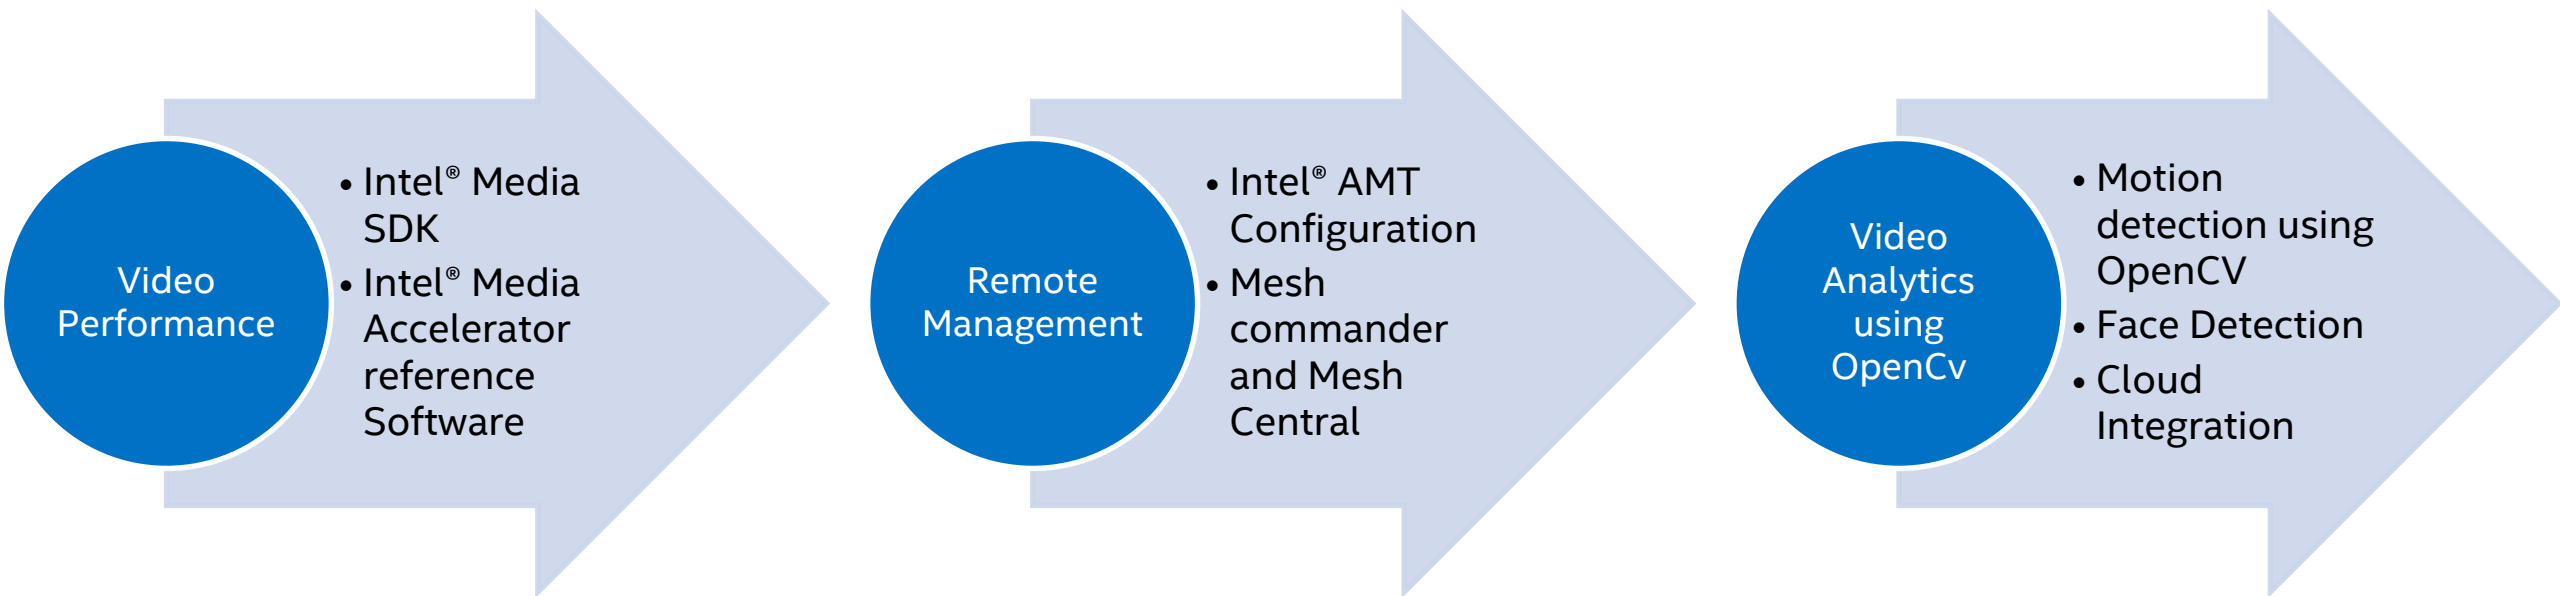 Video
Performance
• Intel® Media
SDK
• Intel® Media
Accelerator
reference
Software
Remote
Management
• Intel® AMT
Configuration
• Mesh
commander
and Mesh
Central
Video
Analytics
using
OpenCv
• Motion
detection using
OpenCV
• Face Detection
• Cloud
Integration